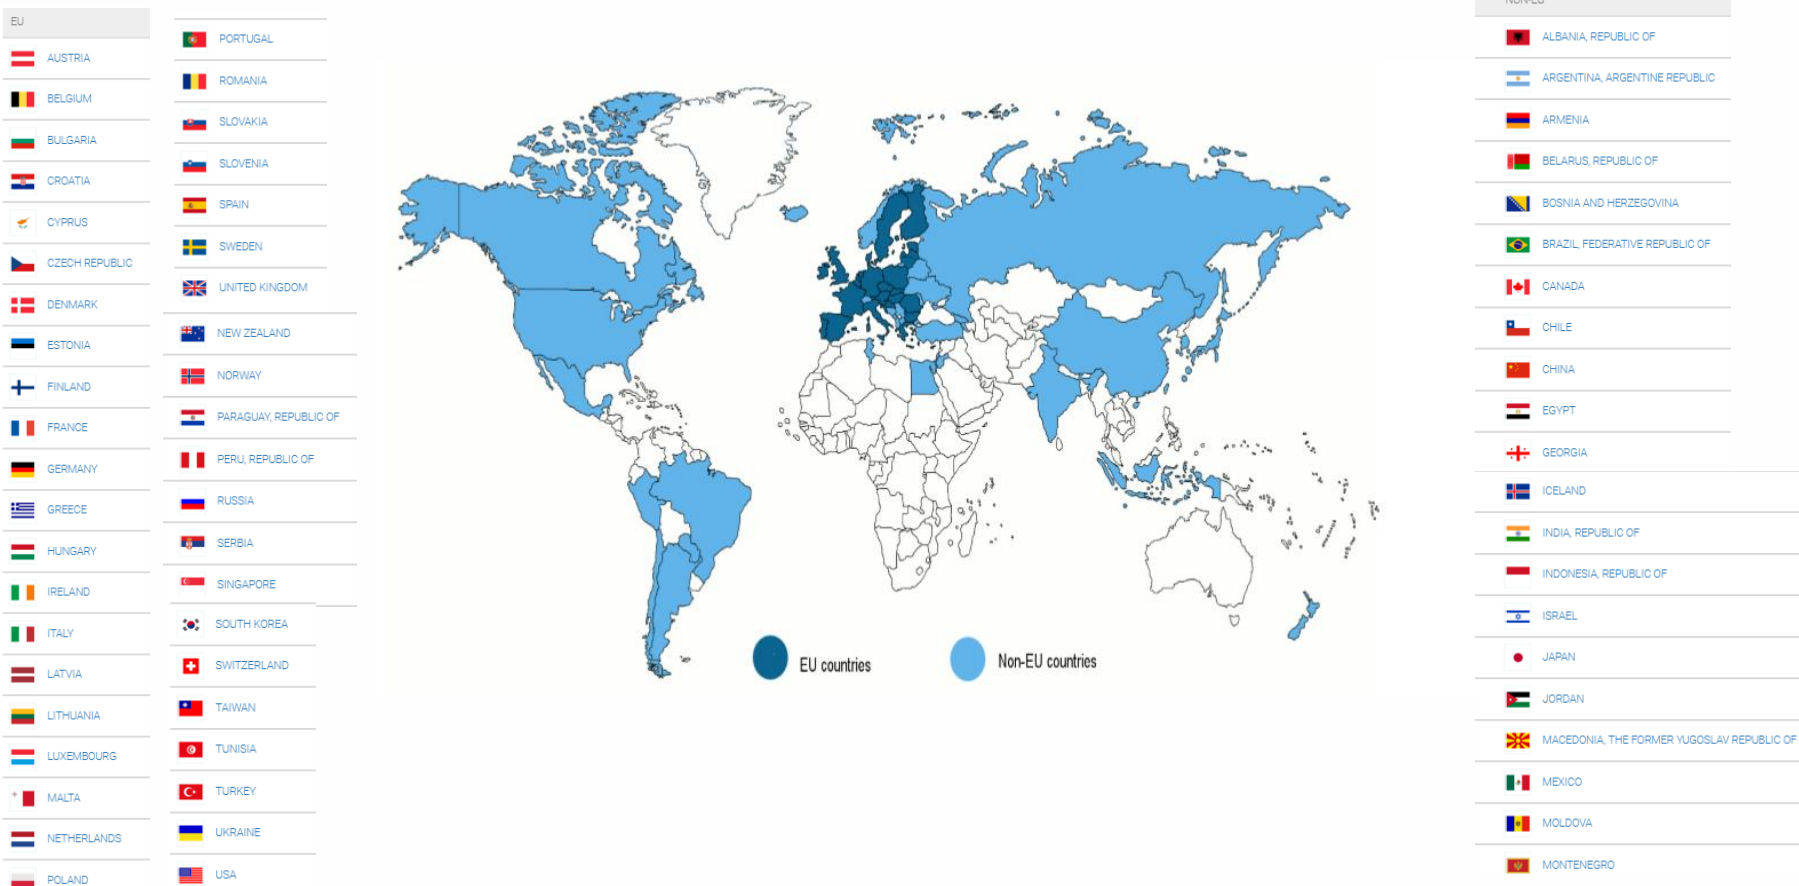 EU
AUSTRIA
BELGIUM
BULGARIA
CROATIA
CYPRUS
CZECH REPUBLIC
DENMARK
ESTONIA
FINLAND
FRANCE
GERMANY
GREECE
HUNGARY
IRELAND
ITALY
LATVIA
LITHUANIA
LUXEMBOURG
MALTA
NETHERLANDS
POLAND
PORTUGAL
ROMANIA
SLOVAKIA
SLOVENIA
SPAIN
SWEDEN
UNITED KINGDOM
NEW ZEALAND
NORWAY
PARAGUAY, REPUBLIC OF
PERU, REPUBLIC OF
RUSSIA
SERBIA
SINGAPORE
SOUTH KOREA
SWITZERLAND
TAIWAN
TUNISIA
TURKEY
UKRAINE
USA
EU countries
Non-EU countries
NON-EU
ALBANIA, REPUBLIC OF
ARGENTINA, ARGENTINE REPUBLIC
ARMENIA
BELARUS, REPUBLIC OF
BOSNIA AND HERZEGOVINA
BRAZIL, FEDERATIVE REPUBLIC OF
CANADA
CHILE
CHINA
EGYPT
GEORGIA
ICELAND
INDIA, REPUBLIC OF
INDONESIA, REPUBLIC OF
ISRAEL
JAPAN
JORDAN
MACEDONIA, THE FORMER YUGOSLAV REPUBLIC OF
MEXICO
MOLDOVA
MONTENEGRO